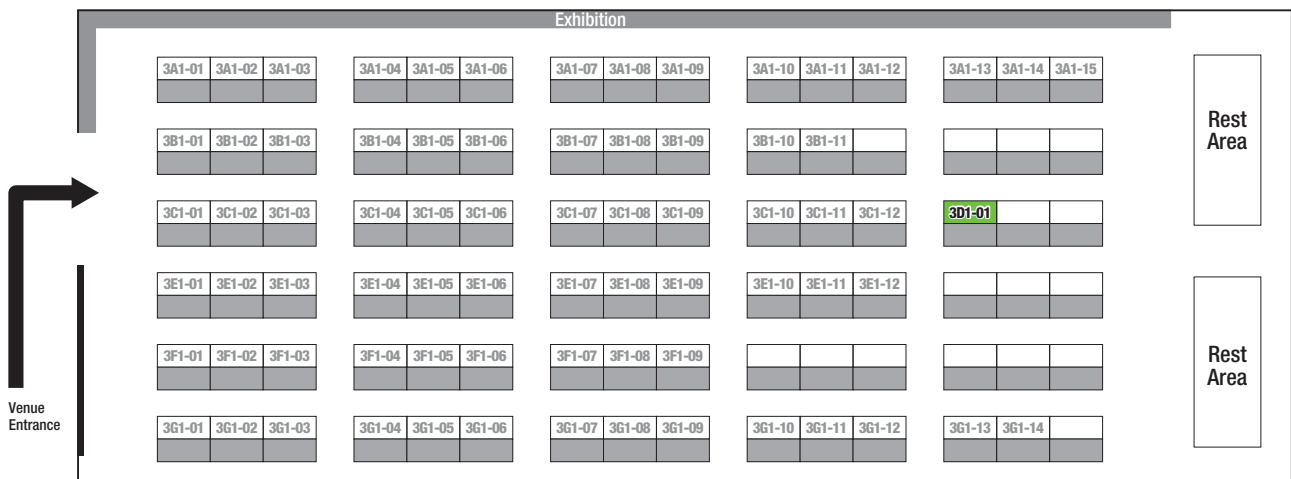 Exhibition
3A1-01 3A1-02 3A1-03 3A1-04 3A1-05 3A1-06 3A1-07 3A1-08 3A1-09 3A1-10 3A1-11 3A1-12 3A1-13 3A1-14 3A1-15
Rest
Area
3B1-01 3B1-02 3B1-03 3B1-04 3B1-05 3B1-06 3B1-07 3B1-08 3B1-09 3B1-10 3B1-11
3C1-01 3C1-02 3C1-03 3C1-04 3C1-05 3C1-06 3C1-07 3C1-08 3C1-09 3C1-10 3C1-11 3C1-12 3D1-01
3E1-01 3E1-02 3E1-03 3E1-04 3E1-05 3E1-06 3E1-07 3E1-08 3E1-09 3E1-10 3E1-11 3E1-12
3F1-01 3F1-02 3F1-03 3F1-04 3F1-05 3F1-06 3F1-07 3F1-08 3F1-09
Rest
Area
Venue
Entrance
3G1-01 3G1-02 3G1-03 3G1-04 3G1-05 3G1-06 3G1-07 3G1-08 3G1-09 3G1-10 3G1-11 3G1-12 3G1-13 3G1-14